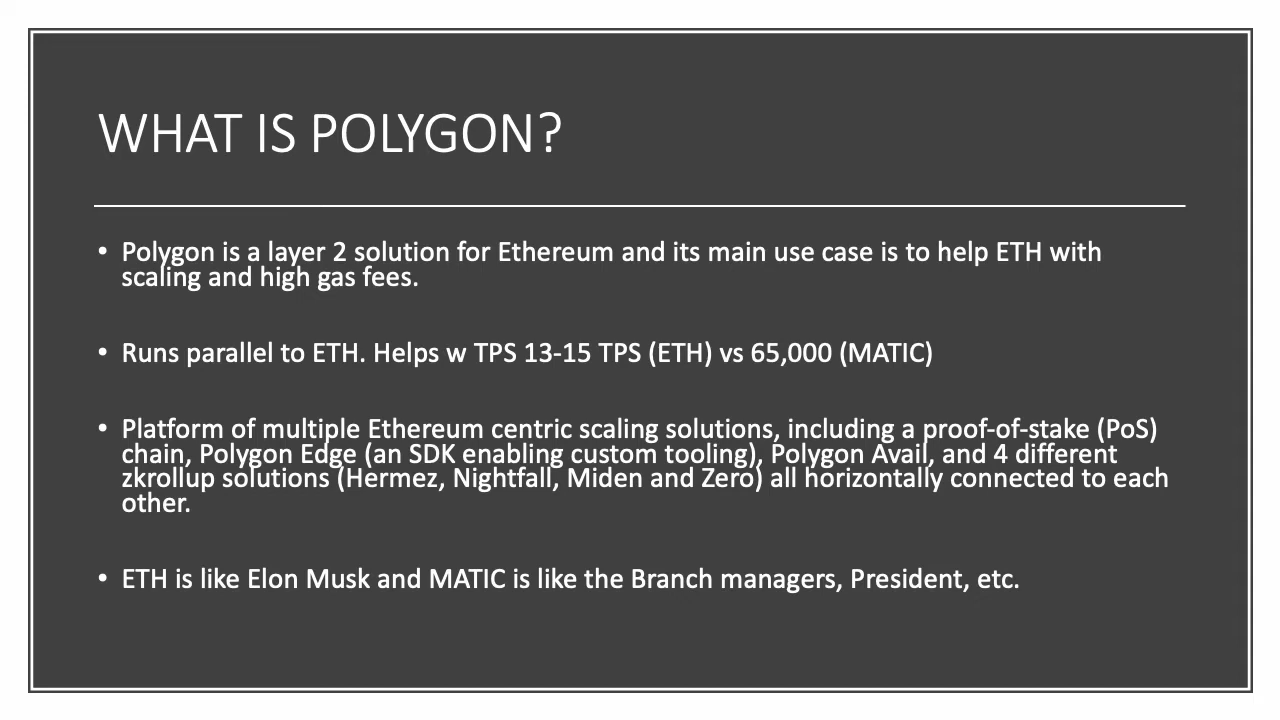 WHAT IS POLYGON?
• Polygon is a layer 2 solution for Ethereum and its main use case is to help ETH with
scaling and high gas fees.
• Runs parallel to ETH. Helps w TPS 13-15 TPS (ETH) vs 65,000 (MATIC)
• Platform of multiple Ethereum centric scaling solutions, including a proof-of-stake (PoS)
chain, Polygon Edge (an SDK enabling custom tooling), Polygon Avail, and 4 different
zkrollup solutions (Hermez, Nightfall, Miden and Zero) all horizontally connected to each
other.
• ETH is like Elon Musk and MATIC is like the Branch managers, President, etc.